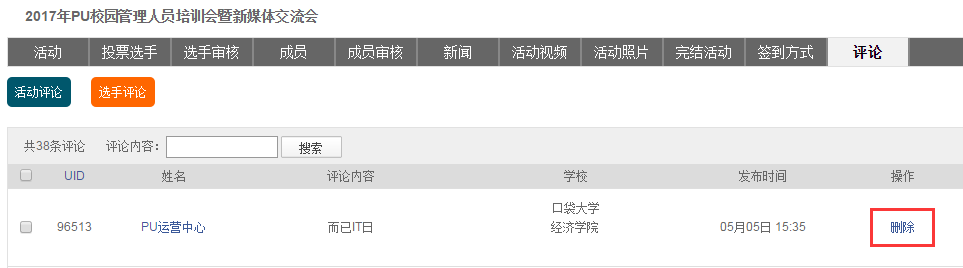 2017年PU校园管理人员培训会暨新媒体交流会
活动 投票选手 选手审核 成员 成员审核 新闻 活动视频 活动照片 完结活动 签到方式 评论
活动评论 选手评论
共38条评论 评论内容： 搜索
UID 姓名 评论内容 学校 发布时间 操作
口袋大学
96513 PU运营中心 而已IT日 经济学院 05月05日 15:35 删除